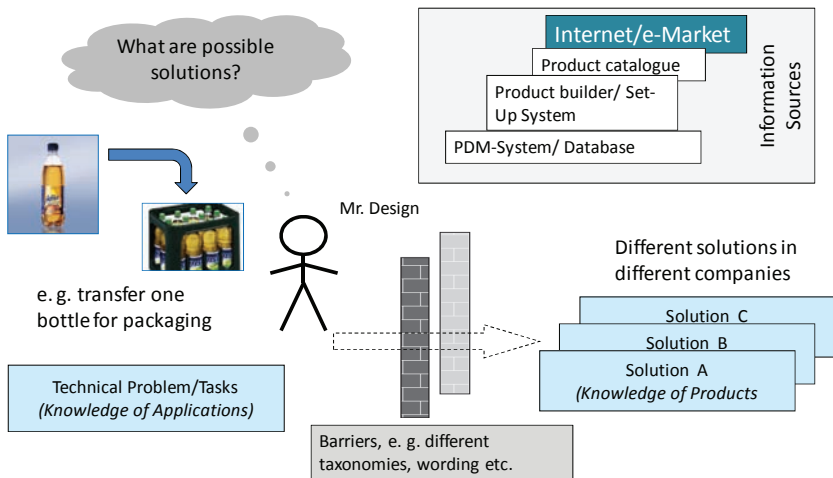 What are possible
solutions?
Internet/e-Market
Product catalogue
Product builder/ Set-
Up System
PDM-System/ Database
Information
Sources
Mr. Design
e. g. transfer one
bottle for packaging
Different solutions in
different companies
Solution C
Solution B
Solution A
(Knowledge of Products
Technical Problem/Tasks
(Knowledge of Applications)
Barriers, e. g. different
taxonomies, wording etc.